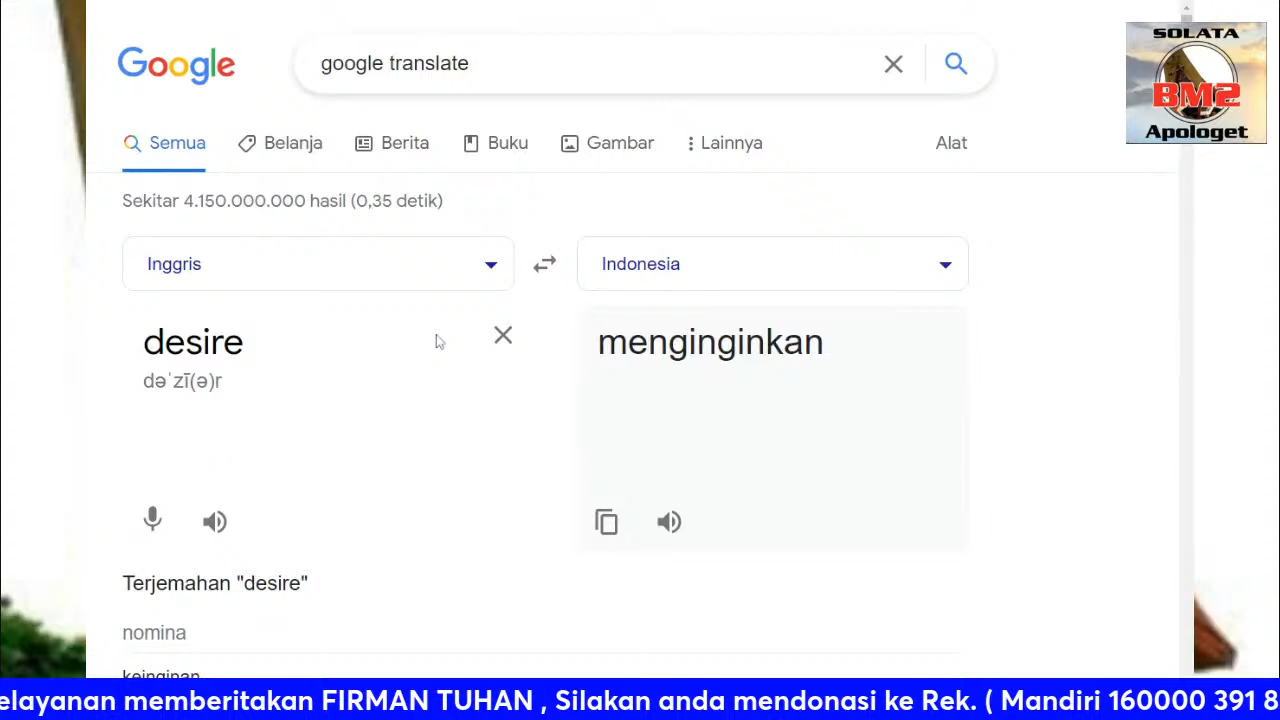 SOLATA
BM2
Apologet
Google
google translate
Semua
Belanja
Berita
Buku
Gambar
Lainnya
Alat
Sekitar 4.150.000.000 hasil (0,35 detik)
Inggris
Indonesia
desire
menginginkan
dəˈzī(ə)r
Terjemahan "desire"
nomina
keinginan
elayanan memberitakan FIRMAN TUHAN , Silakan anda mendonasi ke Rek. ( Mandiri 160000 391 8